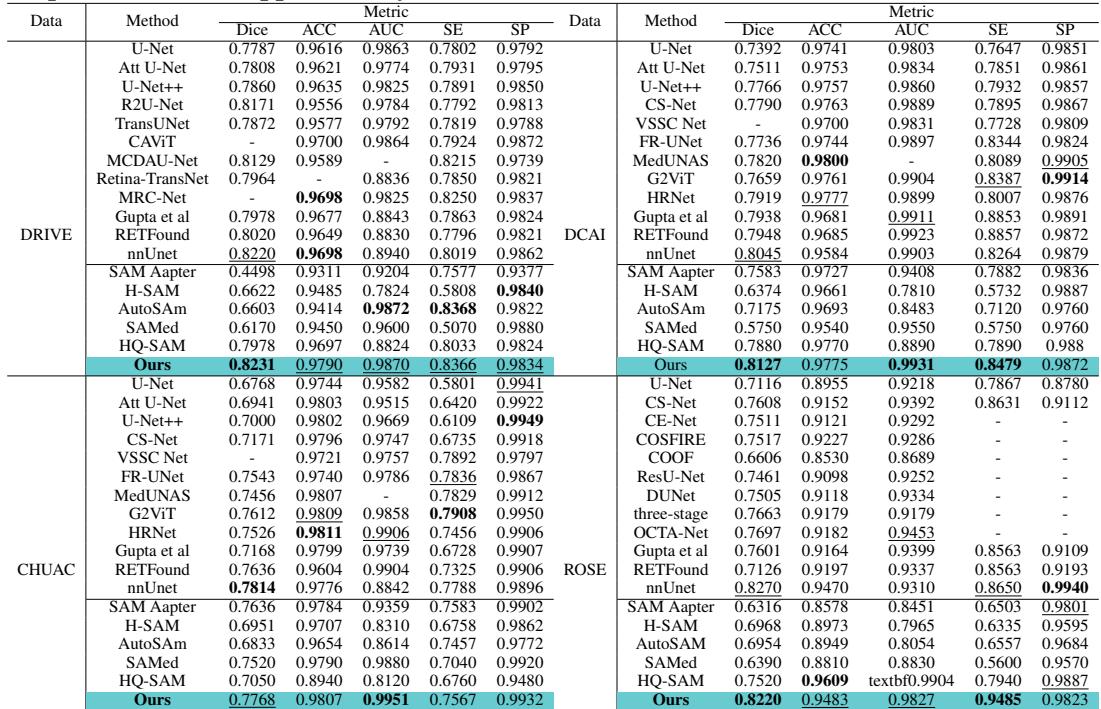 Data Method Metric Data Method Metric
Dice ACC AUC SE SP Dice ACC AUC SE SP
U-Net 0.7787 0.9616 0.9863 0.7802 0.9792 U-Net 0.7392 0.9741 0.9803 0.7647 0.9851
Att U-Net 0.7808 0.9621 0.9774 0.7931 0.9795 Att U-Net 0.7511 0.9753 0.9834 0.7851 0.9861
U-Net++ 0.7860 0.9635 0.9825 0.7891 0.9850 U-Net++ 0.7766 0.9757 0.9860 0.7932 0.9857
R2U-Net 0.8171 0.9556 0.9784 0.7792 0.9813 CS-Net 0.7790 0.9763 0.9889 0.7895 0.9867
TransUNet 0.7872 0.9577 0.9792 0.7819 0.9788 VSSC Net - 0.9700 0.9831 0.7728 0.9809
CAViT - 0.9700 0.9864 0.7924 0.9872 FR-UNet 0.7736 0.9744 0.9897 0.8344 0.9824
MCDAU-Net 0.8129 0.9589 - 0.8215 0.9739 MedUNAS 0.7820 0.9800 - 0.8089 0.9905
Retina-TransNet 0.7964 - 0.8836 0.7850 0.9821 G2ViT 0.7659 0.9761 0.9904 0.8387 0.9914
MRC-Net - 0.9698 0.9825 0.8250 0.9837 HRNet 0.7919 0.9777 0.9899 0.8007 0.9876
Gupta et al 0.7978 0.9677 0.8843 0.7863 0.9824 Gupta et al 0.7938 0.9681 0.9911 0.8853 0.9891
DRIVE RETFound 0.8020 0.9649 0.8830 0.7796 0.9821 DCAI RETFound 0.7948 0.9685 0.9923 0.8857 0.9872
nnUnet 0.8220 0.9698 0.8940 0.8019 0.9862 nnUnet 0.8045 0.9584 0.9903 0.8264 0.9879
SAM Aapter 0.4498 0.9311 0.9204 0.7577 0.9377 SAM Aapter 0.7583 0.9727 0.9408 0.7882 0.9836
H-SAM 0.6622 0.9485 0.7824 0.5808 0.9840 H-SAM 0.6374 0.9661 0.7810 0.5732 0.9887
AutoSAm 0.6603 0.9414 0.9872 0.8368 0.9822 AutoSAm 0.7175 0.9693 0.8483 0.7120 0.9760
SAMed 0.6170 0.9450 0.9600 0.5070 0.9880 SAMed 0.5750 0.9540 0.9550 0.5750 0.9760
HQ-SAM 0.7978 0.9697 0.8824 0.8033 0.9824 HQ-SAM 0.7880 0.9770 0.8890 0.7890 0.988
Ours 0.8231 0.9790 0.9870 0.8366 0.9834 Ours 0.8127 0.9775 0.9931 0.8479 0.9872
U-Net 0.6768 0.9744 0.9582 0.5801 0.9941 U-Net 0.7116 0.8955 0.9218 0.7867 0.8780
Att U-Net 0.6941 0.9803 0.9515 0.6420 0.9922 CS-Net 0.7608 0.9152 0.9392 0.8631 0.9112
U-Net++ 0.7000 0.9802 0.9669 0.6109 0.9949 CE-Net 0.7511 0.9121 0.9292 - -
CS-Net 0.7171 0.9796 0.9747 0.6735 0.9918 COSFIRE 0.7517 0.9227 0.9286 - -
VSSC Net - 0.9721 0.9757 0.7892 0.9797 COOF 0.6606 0.8530 0.8689 - -
FR-UNet 0.7543 0.9740 0.9786 0.7836 0.9867 ResU-Net 0.7461 0.9098 0.9252 - -
MedUNAS 0.7456 0.9807 - 0.7829 0.9912 DUNet 0.7505 0.9118 0.9334 - -
G2ViT 0.7612 0.9809 0.9858 0.7908 0.9950 three-stage 0.7663 0.9179 0.9179 - -
HRNet 0.7526 0.9811 0.9906 0.7456 0.9906 OCTA-Net 0.7697 0.9182 0.9453 - -
Gupta et al 0.7168 0.9799 0.9739 0.6728 0.9907 Gupta et al 0.7601 0.9164 0.9399 0.8563 0.9109
CHUAC RETFound 0.7636 0.9604 0.9904 0.7325 0.9906 ROSE RETFound 0.7126 0.9197 0.9337 0.8563 0.9193
nnUnet 0.7814 0.9776 0.8842 0.7788 0.9896 nnUnet 0.8270 0.9470 0.9310 0.8650 0.9940
SAM Aapter 0.7636 0.9784 0.9359 0.7583 0.9902 SAM Aapter 0.6316 0.8578 0.8451 0.6503 0.9801
H-SAM 0.6951 0.9707 0.8310 0.6758 0.9862 H-SAM 0.6968 0.8973 0.7965 0.6335 0.9595
AutoSAm 0.6833 0.9654 0.8614 0.7457 0.9772 AutoSAM 0.6954 0.8949 0.8054 0.6557 0.9684
SAMed 0.7520 0.9790 0.9880 0.7040 0.9920 SAMed 0.6390 0.8810 0.8830 0.5600 0.9570
HQ-SAM 0.7050 0.8940 0.8120 0.6760 0.9480 HQ-SAM 0.7520 0.9609 textbf0.9904 0.7940 0.9887
Ours 0.7768 0.9807 0.9951 0.7567 0.9932 Ours 0.8220 0.9483 0.9827 0.9485 0.9823